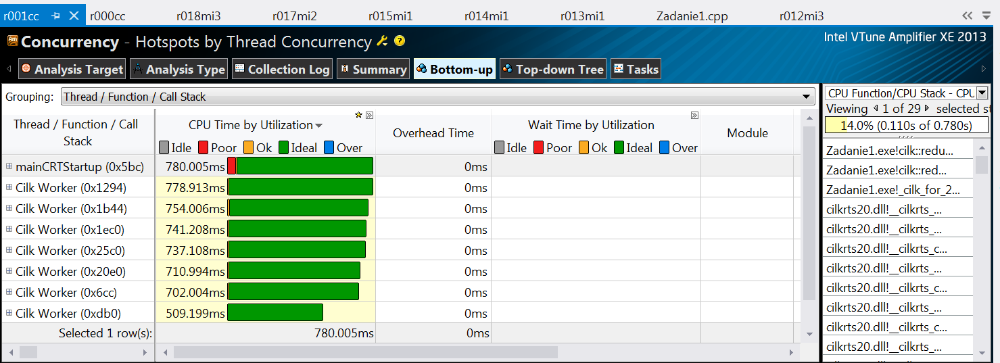 r001cc r000cc r018mi3 r017mi2 r015mi1 r014mi1 r013mi1 Zadanie1.cpp r012mi3
Concurrency - Hotspots by Thread Concurrency ? Intel VTune Amplifier XE 2013
Analysis Target Analysis Type Collection Log Summary Bottom-up Top-down Tree Tasks
Grouping: Thread / Function / Call Stack
Thread / Function / Call Stack
CPU Time by Utilization
Idle Poor Ok Ideal Over
Overhead Time
Wait Time by Utilization
Idle Poor Ok Ideal Over
Module
mainCRTStartup (0x5bc) 780.005ms 0ms
Cilk Worker (0x1294) 778.913ms 0ms
Cilk Worker (0x1b44) 754.006ms 0ms
Cilk Worker (0x1ec0) 741.208ms 0ms
Cilk Worker (0x25c0) 737.108ms 0ms
Cilk Worker (0x20e0) 710.994ms 0ms
Cilk Worker (0x6cc) 702.004ms 0ms
Cilk Worker (0xdb0) 509.199ms 0ms
Selected 1 row(s): 780.005ms 0ms
CPU Function/CPU Stack - CPU
Viewing 1 of 29 selected st
14.0% (0.110s of 0.780s)
Zadanie1.exe!cilk::redu...
Zadanie1.exe!cilk::red...
Zadanie1.exe!_cilk_for_2...
cilkrts20.dll!__cilkrts_...
cilkrts20.dll!__cilkrts_...
cilkrts20.dll!__cilkrts_c...
cilkrts20.dll!__cilkrts_...
cilkrts20.dll!__cilkrts_c...
cilkrts20.dll!__cilkrts_...
cilkrts20.dll!__cilkrts_c...
cilkrts20.dll!__cilkrts_...